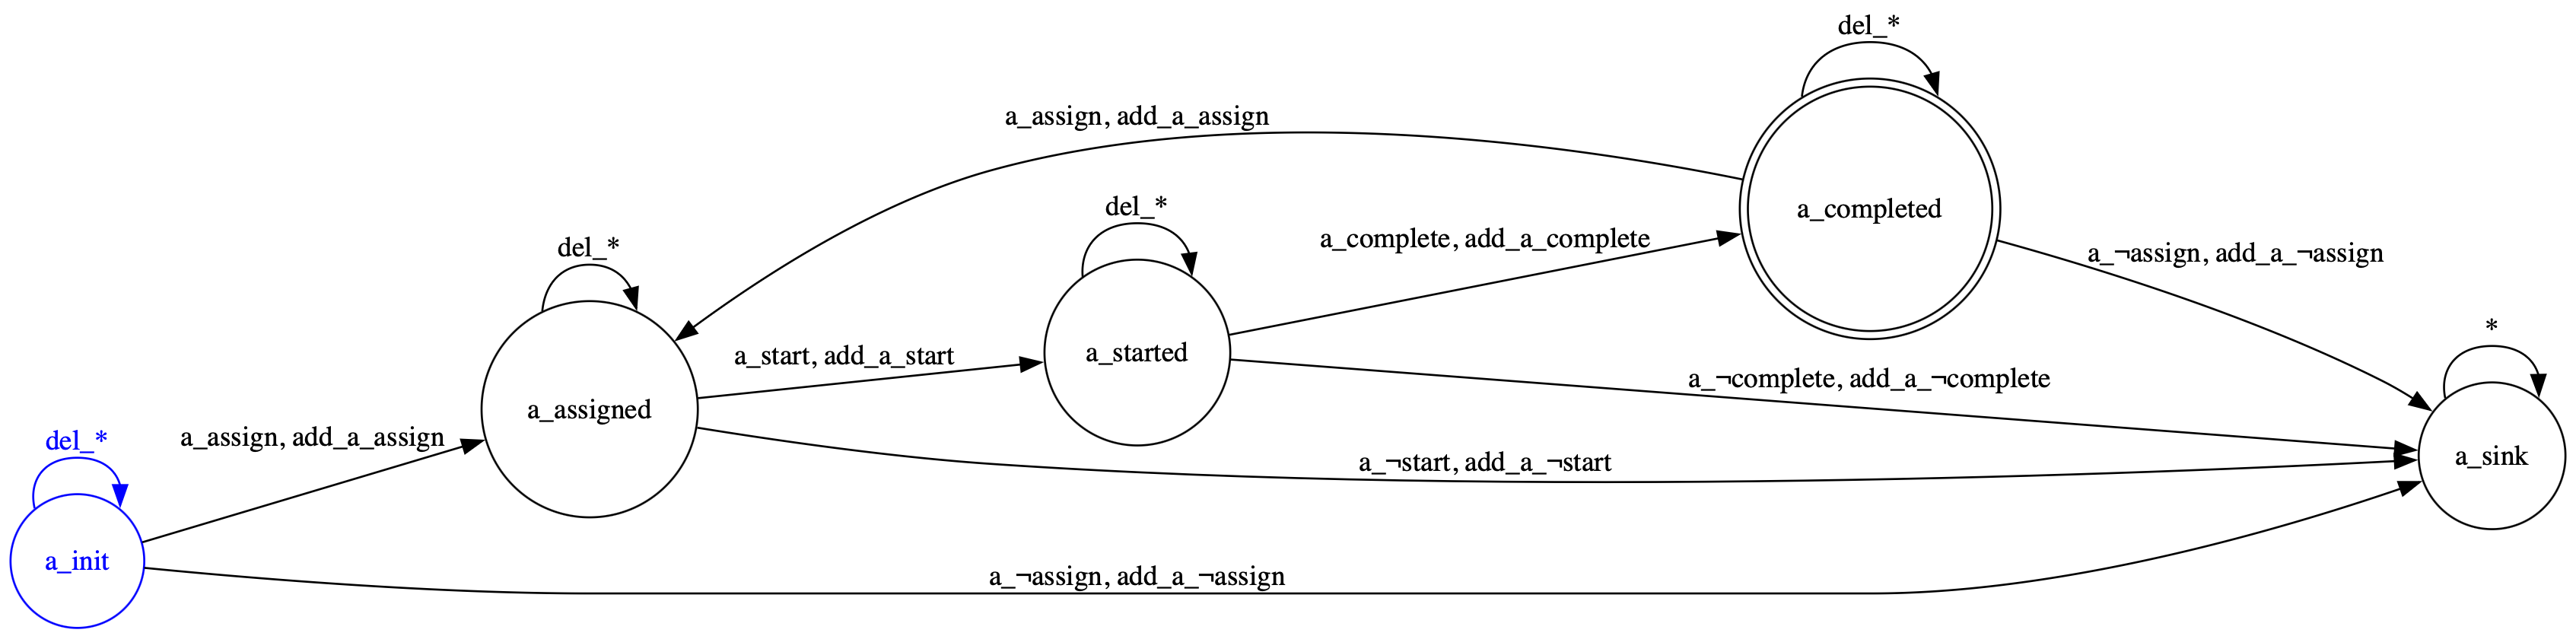 del_*
a_assign, add_a_assign
a_completed
del_*
a_complete, add_a_complete
a_¬assign, add_a_¬assign
del_*
a_start, add_a_start
a_started
*
a_¬complete, add_a_¬complete
a_assigned
del_*
a_assign, add_a_assign
a_¬start, add_a_¬start
a_sink
a_init
a_¬assign, add_a_¬assign